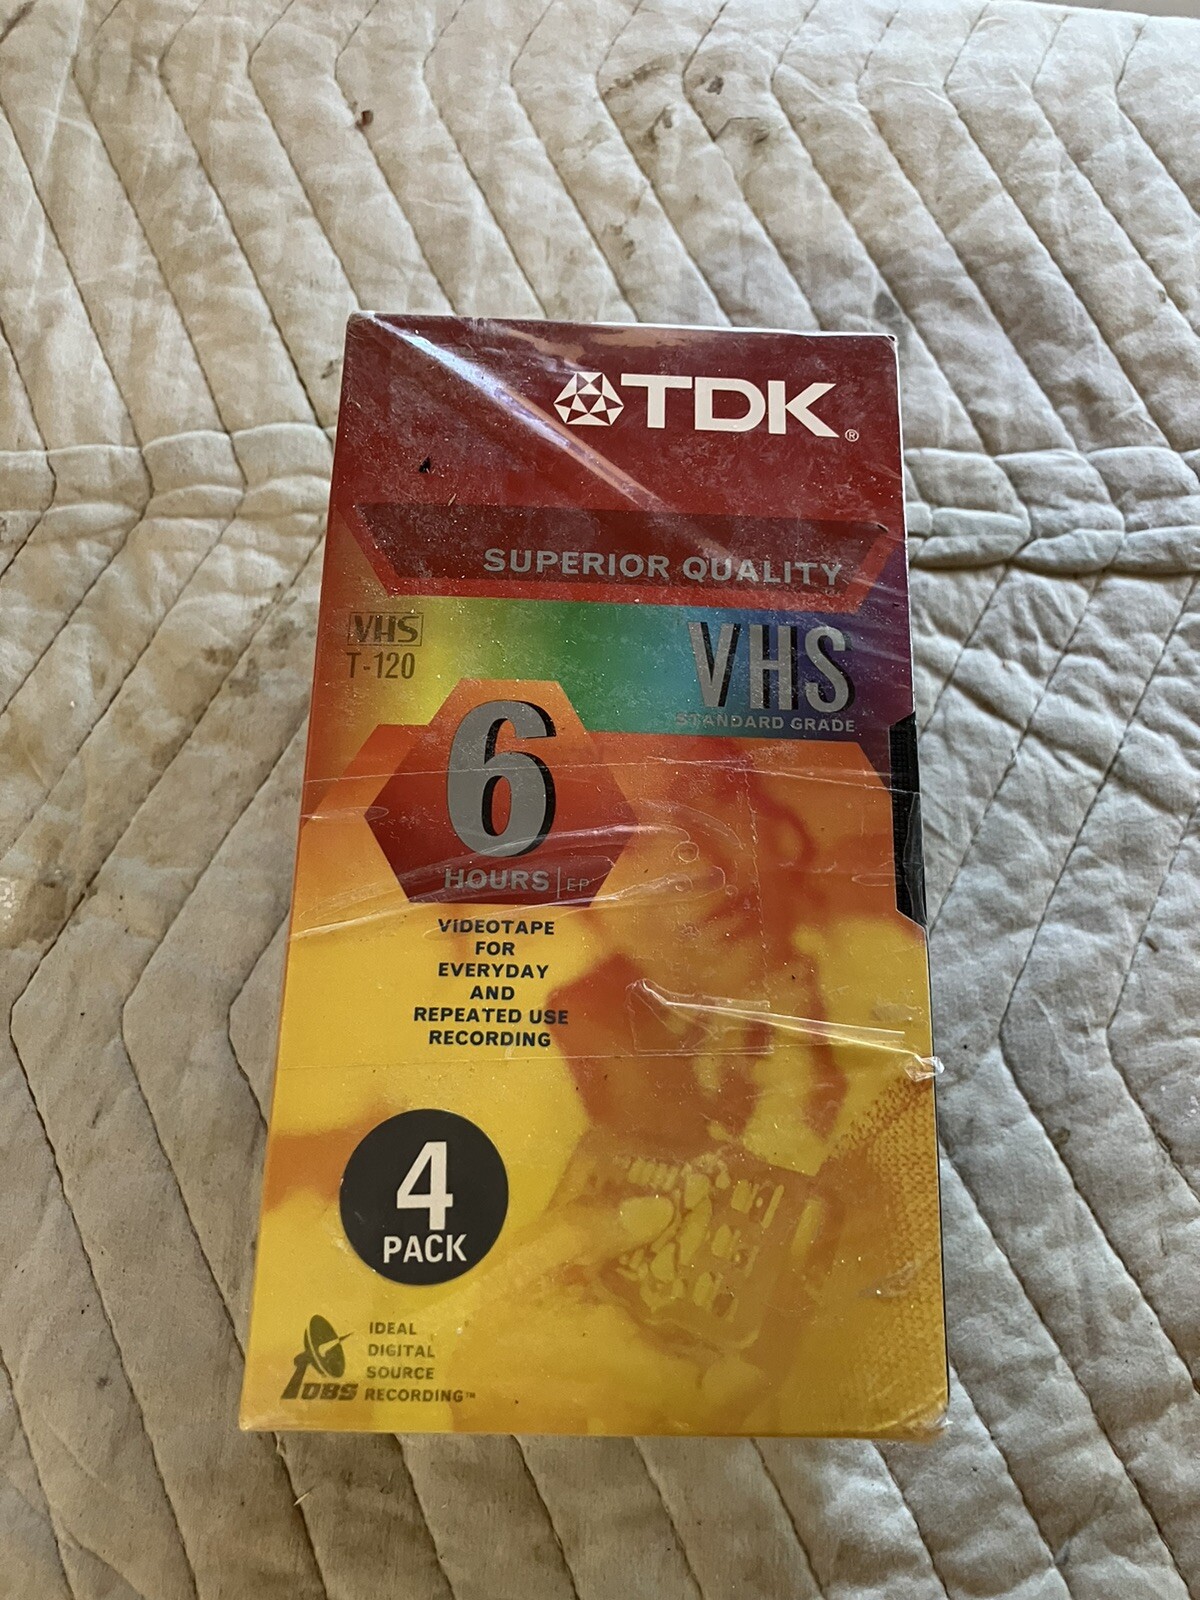 TDK®
SUPERIOR QUALITY
VHS
T-120
VHS
STANDARD GRADE
6
HOURS | EP
VIDEOTAPE
FOR
EVERYDAY
AND
REPEATED USE
RECORDING
4
PACK
DBS
IDEAL
DIGITAL
SOURCE
RECORDING™